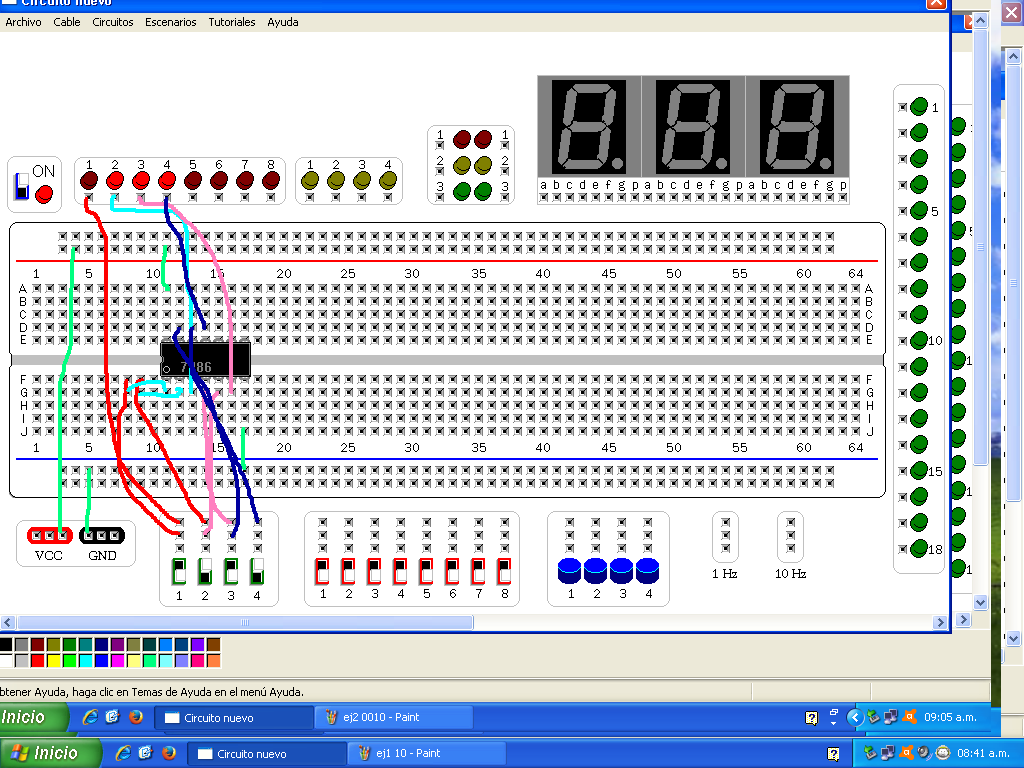 Circuito nuevo
Archivo Cable Circuitos Escenarios Tutoriales Ayuda
ON
1 2 3 4 5 6 7 8
1 2 3 4
1 1
2 2
3 3
a b c d e f g p a b c d e f g p a b c d e f g p
1
5
10
15
18
1 5 10 15 20 25 30 35 40 45 50 55 60 64
A A
B B
C C
D D
E E
7486
F F
G G
H H
I I
J J
1 5 10 15 20 25 30 35 40 45 50 55 60 64
VCC GND
1 2 3 4
1 2 3 4 5 6 7 8
1 2 3 4
1 Hz
10 Hz
btener Ayuda, haga clic en Temas de Ayuda en el menú Ayuda.
Inicio Circuito nuevo ej2 0010 - Paint 09:05 a.m.
Inicio Circuito nuevo ej1 10 - Paint 08:41 a.m.